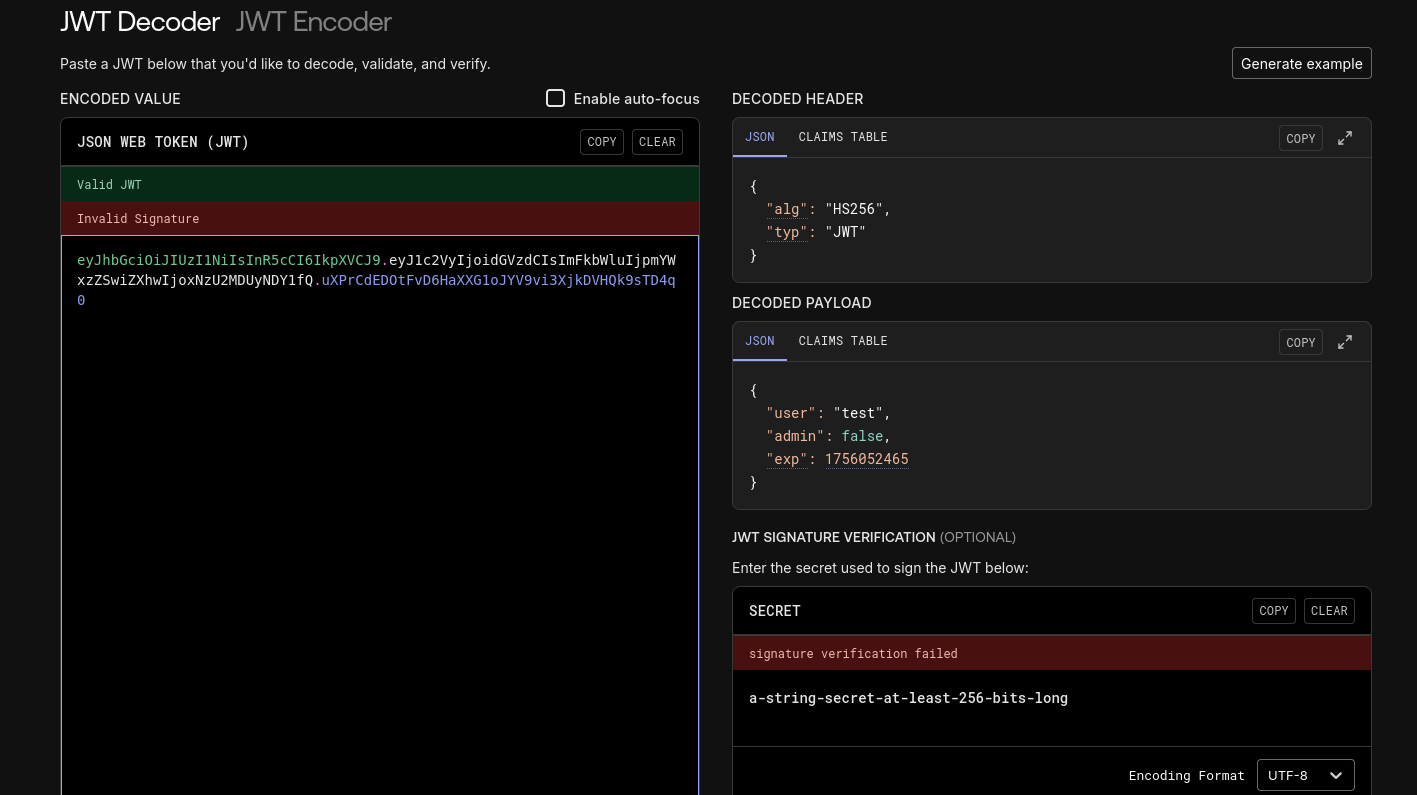 JWT Decoder JWT Encoder
Paste a JWT below that you'd like to decode, validate, and verify.
Generate example
ENCODED VALUE
Enable auto-focus
JSON WEB TOKEN (JWT)
COPY
CLEAR
Valid JWT
Invalid Signature
eyJhbGciOiJIUzI1NiIsInR5cCI6IkpXVCJ9.eyJ1c2VyIjoidGVzdCIsImFkbWluIjpmYW
xzZSwiZXhwIjoxNzU2MDUyNDY1fQ.uXPrCdEDOtFvD6HaXXG1oJYV9vi3XjkDVHQk9sTD4q
0
DECODED HEADER
JSON
CLAIMS TABLE
COPY
{
"alg": "HS256",
"typ": "JWT"
}
DECODED PAYLOAD
JSON
CLAIMS TABLE
COPY
{
"user": "test",
"admin": false,
"exp": 1756052465
}
JWT SIGNATURE VERIFICATION (OPTIONAL)
Enter the secret used to sign the JWT below:
SECRET
COPY
CLEAR
signature verification failed
a-string-secret-at-least-256-bits-long
Encoding Format
UTF-8